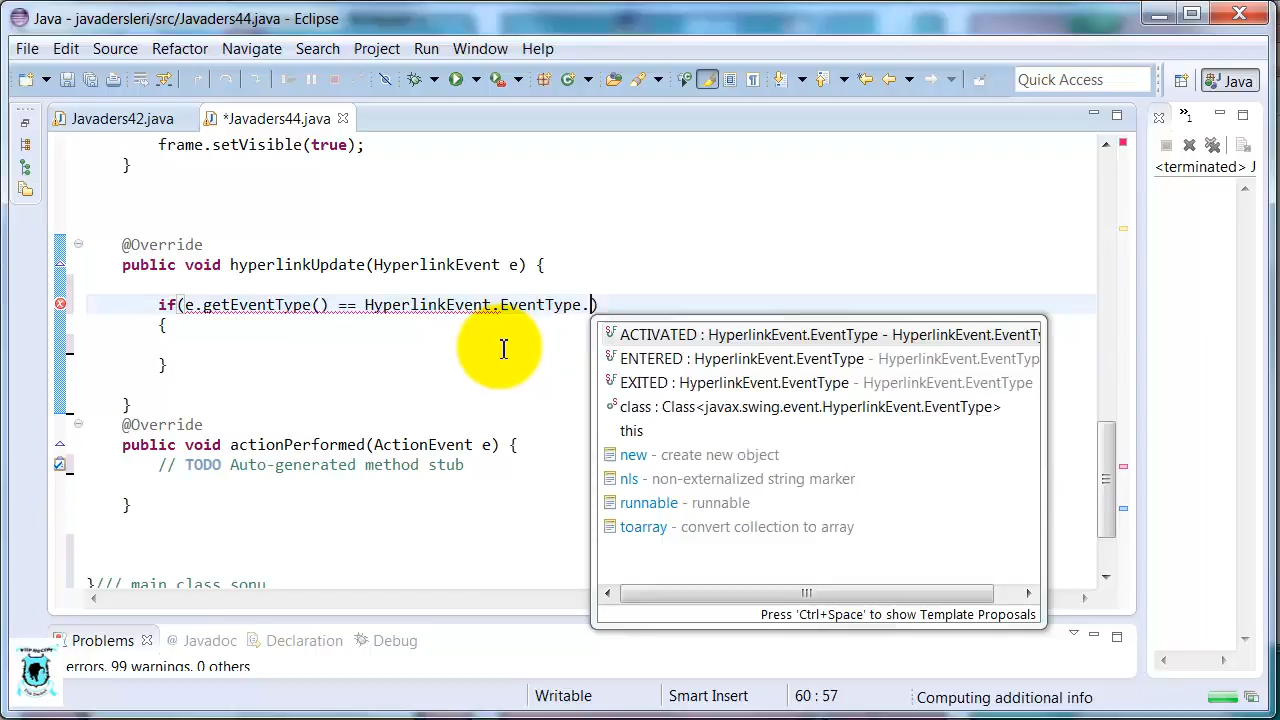 Java - javadersleri/src/Javaders44.java - Eclipse
File Edit Source Refactor Navigate Search Project Run Window Help
Quick Access Java
Javaders42.java *Javaders44.java
1
frame.setVisible(true);
}
<terminated> J
@Override
public void hyperlinkUpdate(HyperlinkEvent e) {
if(e.getEventType() == HyperlinkEvent.EventType.)
{
}
}
@Override
public void actionPerformed(ActionEvent e) {
// TODO Auto-generated method stub
}
}/// main class sonu
ACTIVATED : HyperlinkEvent.EventType - HyperlinkEvent.EventTy
ENTERED : HyperlinkEvent.EventType - HyperlinkEvent.EventTyp
EXITED : HyperlinkEvent.EventType - HyperlinkEvent.EventType
class : Class<javax.swing.event.HyperlinkEvent.EventType>
this
new - create new object
nls - non-externalized string marker
runnable - runnable
toarray - convert collection to array
Press 'Ctrl+Space' to show Template Proposals
Problems @ Javadoc Declaration Debug
errors, 99 warnings, 0 others
Writable Smart Insert 60 : 57 Computing additional info